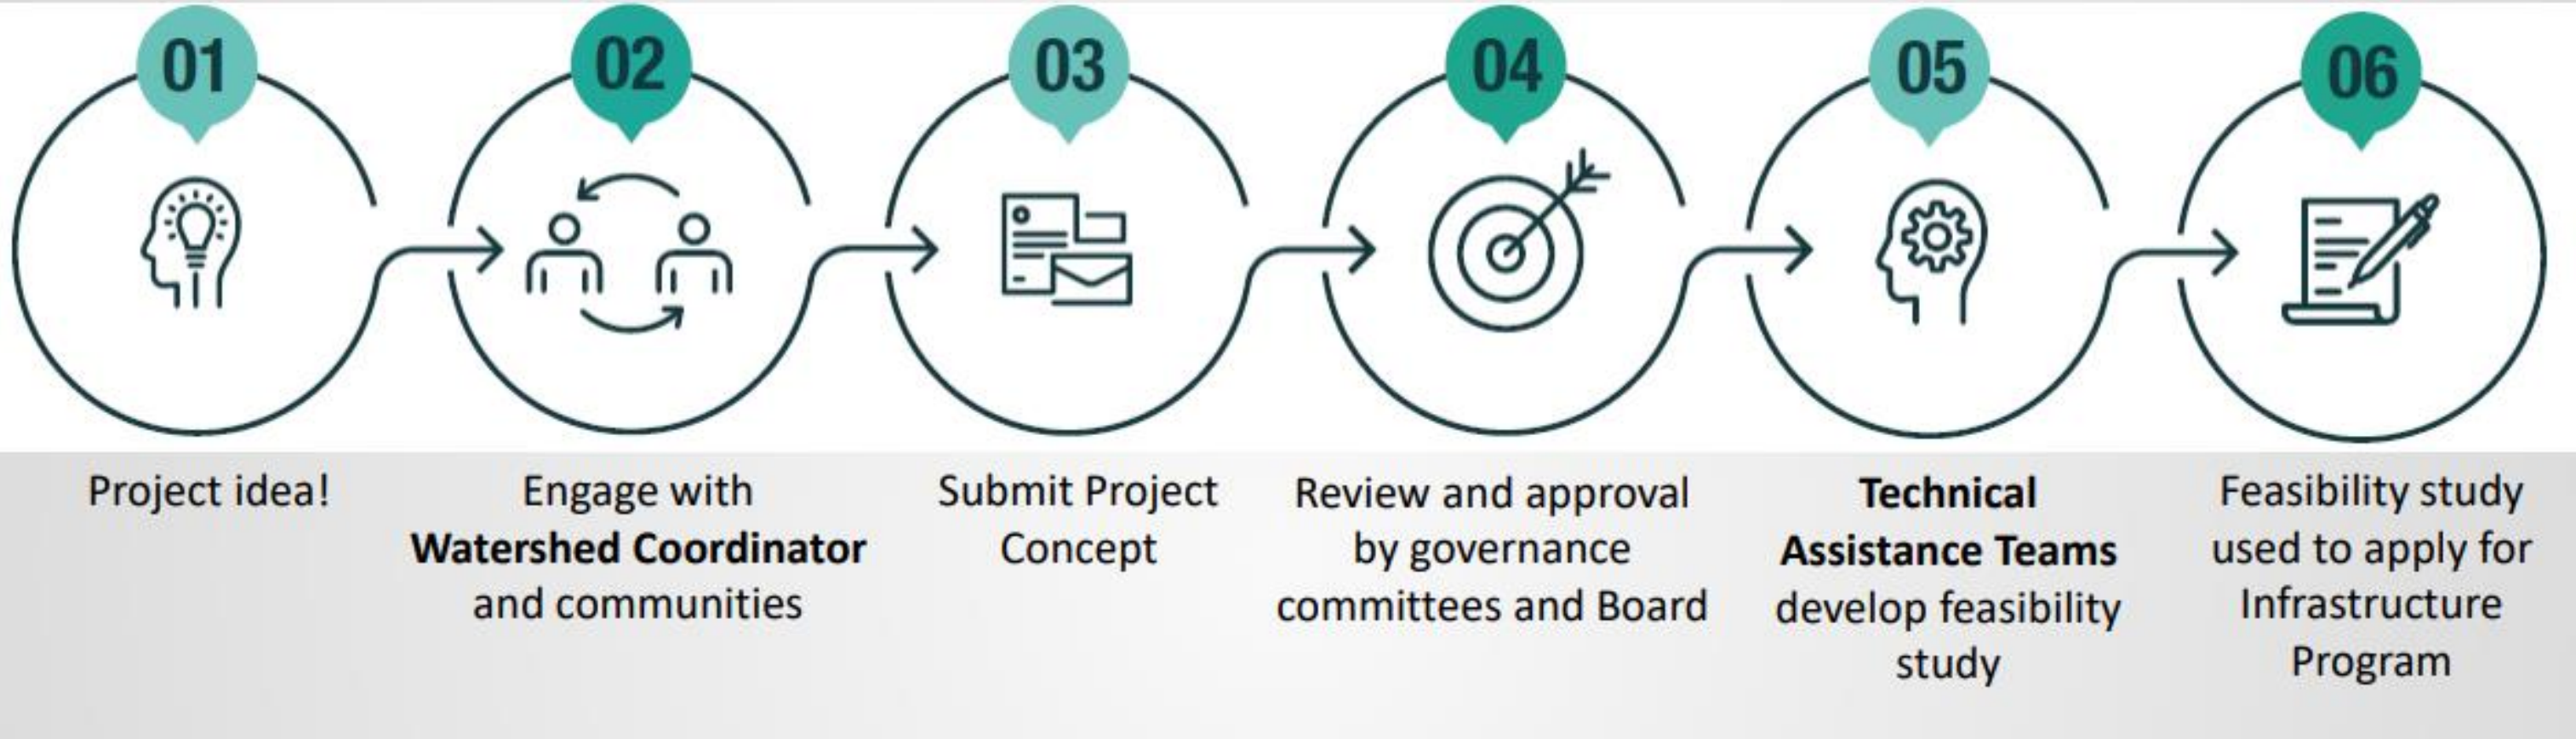 01
Project idea!
02
Engage with
Watershed Coordinator
and communities
03
Submit Project
Concept
04
Review and approval
by governance
committees and Board
05
Technical
Assistance Teams
develop feasibility
study
06
Feasibility study
used to apply for
Infrastructure
Program